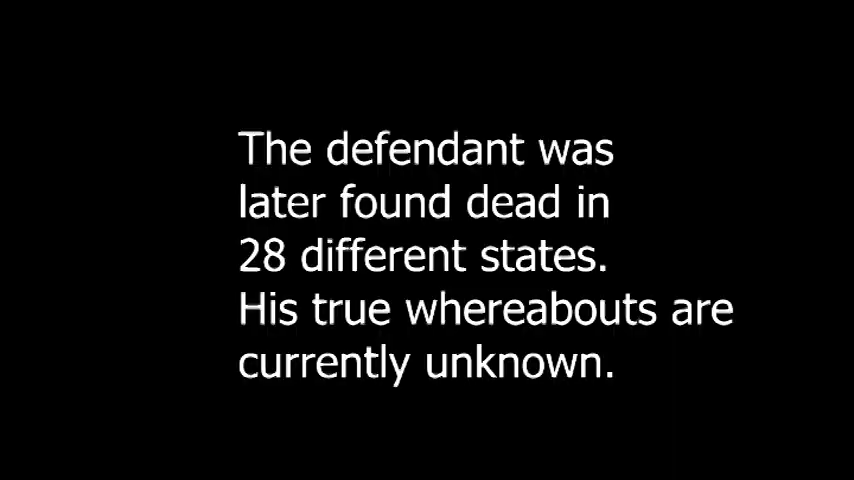 The defendant was
later found dead in
28 different states.
His true whereabouts are
currently unknown.